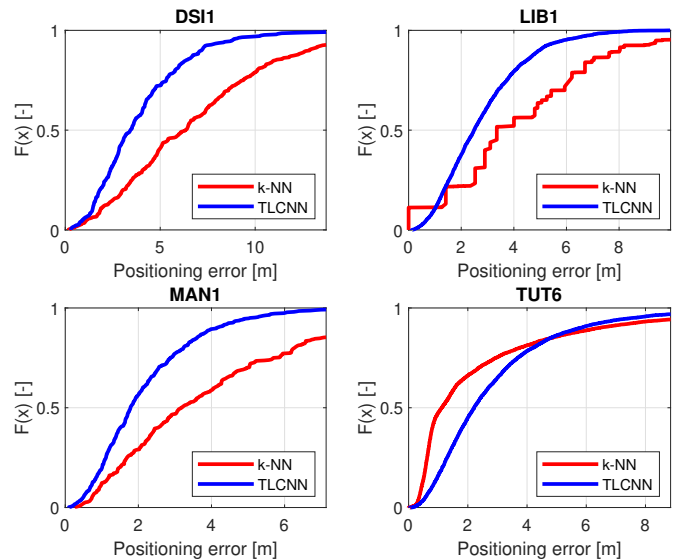 DSI1
1
0.5
0
F(x) [-]
k-NN
TLCNN
5
10
Positioning error [m]
LIB1
1
0.5
0
F(x) [-]
k-NN
TLCNN
0
2
4
6
8
Positioning error [m]
MAN1
1
0.5
0
F(x) [-]
k-NN
TLCNN
0
2
4
6
Positioning error [m]
TUT6
1
0.5
0
F(x) [-]
k-NN
TLCNN
0
2
4
6
8
Positioning error [m]